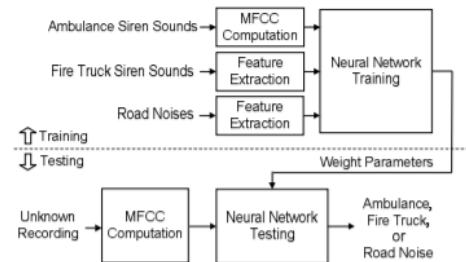 Ambulance Siren Sounds
MFCC
Computation
Fire Truck Siren Sounds
Feature
Extraction
Road Noises
Feature
Extraction
Neural Network
Training
Training
Testing
Weight Parameters
Unknown
Recording
MFCC
Computation
Neural Network
Testing
Ambulance,
Fire Truck,
or
Road Noise